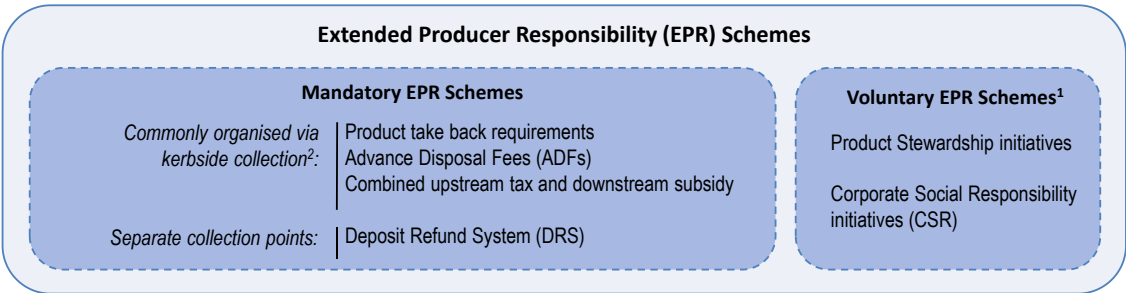 Extended Producer Responsibility (EPR) Schemes
Mandatory EPR Schemes
Commonly organised via
kerbside collection²:
Product take back requirements
Advance Disposal Fees (ADFs)
Combined upstream tax and downstream subsidy
Separate collection points:
Deposit Refund System (DRS)
Voluntary EPR Schemes¹
Product Stewardship initiatives
Corporate Social Responsibility
initiatives (CSR)